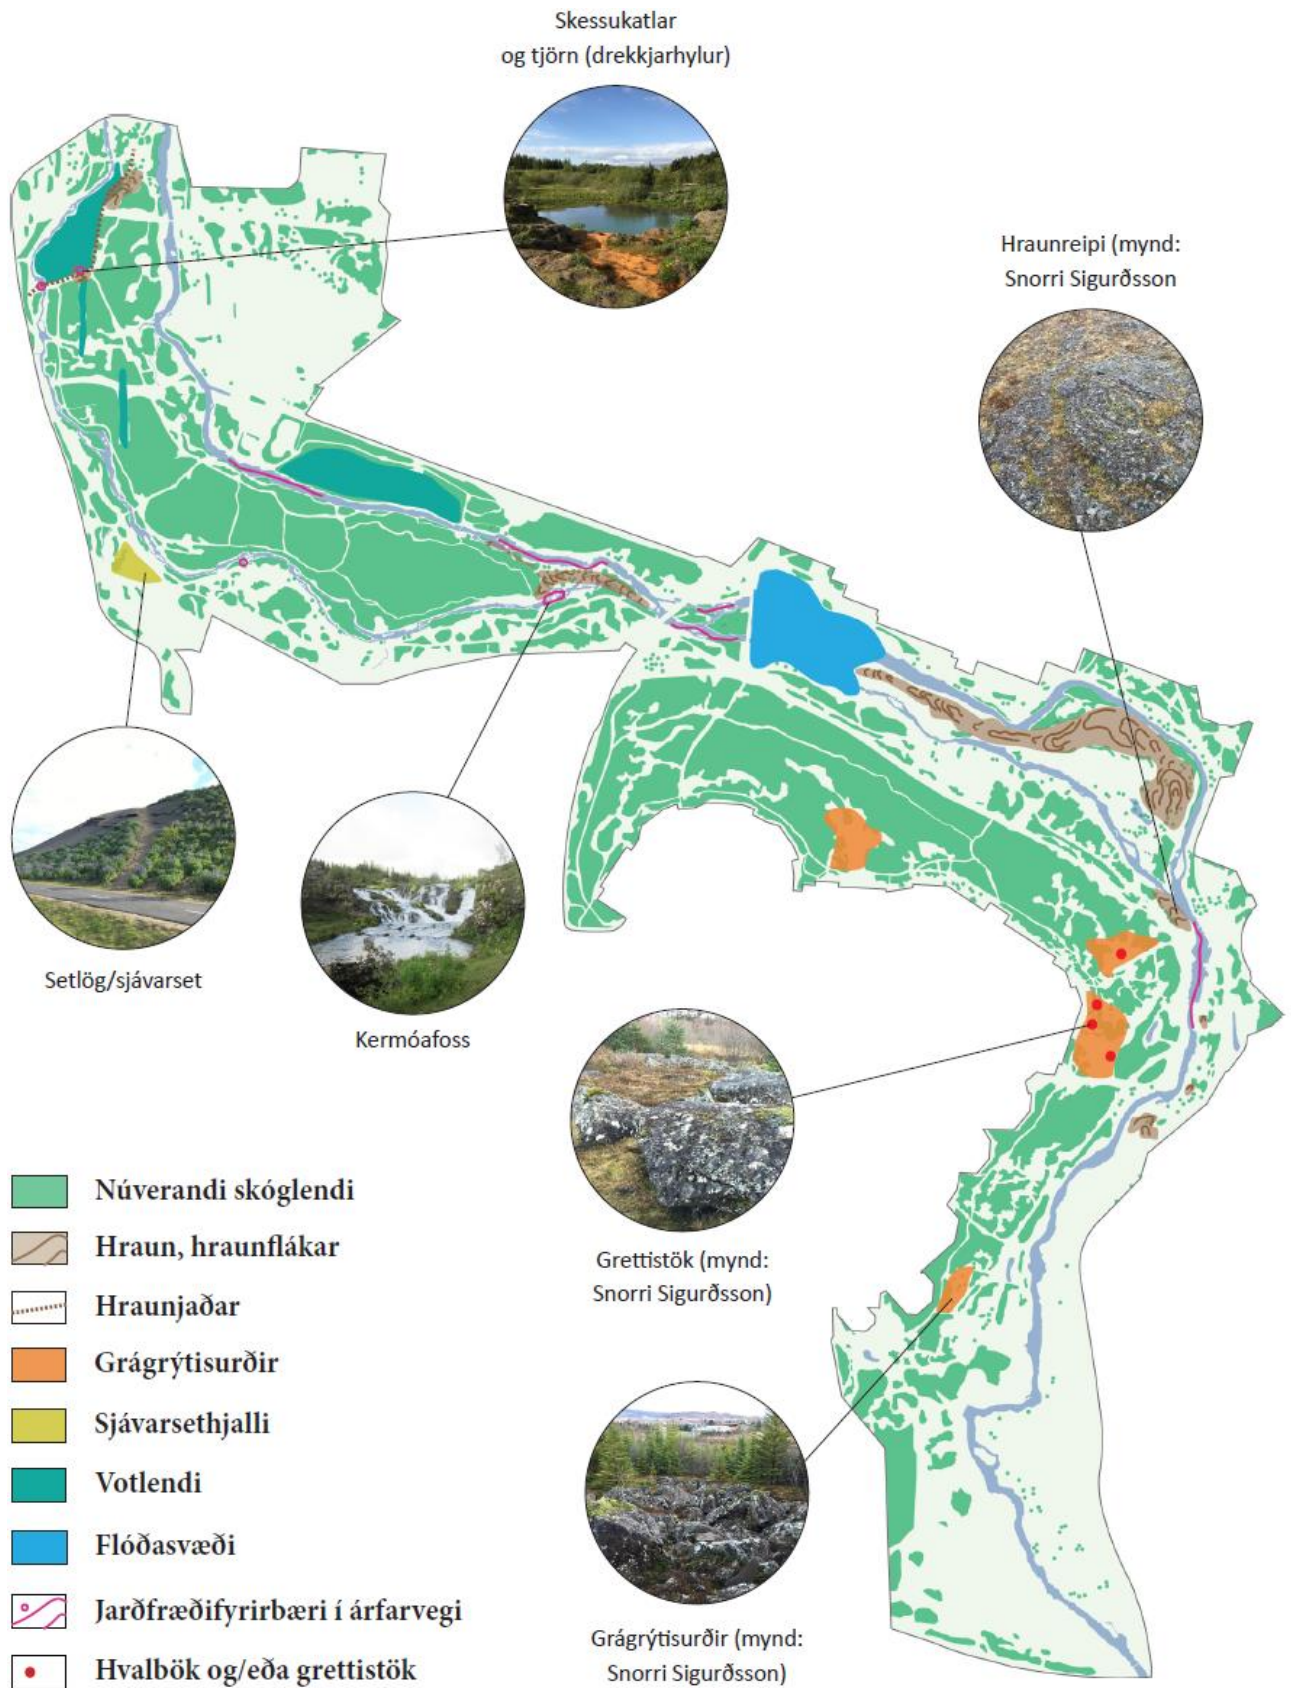 Skessukatlar
og tjörn (drekkjarhylur)
Hraunreipi (mynd:
Snorri Sigurðsson
Setlög/sjávarset
Kermóafoss
Grettistök (mynd:
Snorri Sigurðsson)
Grágrýtisurðir (mynd:
Snorri Sigurðsson)
Núverandi skóglendi
Hraun, hraunflákar
Hraunjaðar
Grágrýtisurðir
Sjávarsethjalli
Votlendi
Flóðasvæði
Jarðfræðifyrirbæri í árfarvegi
Hvalbök og/eða grettistök